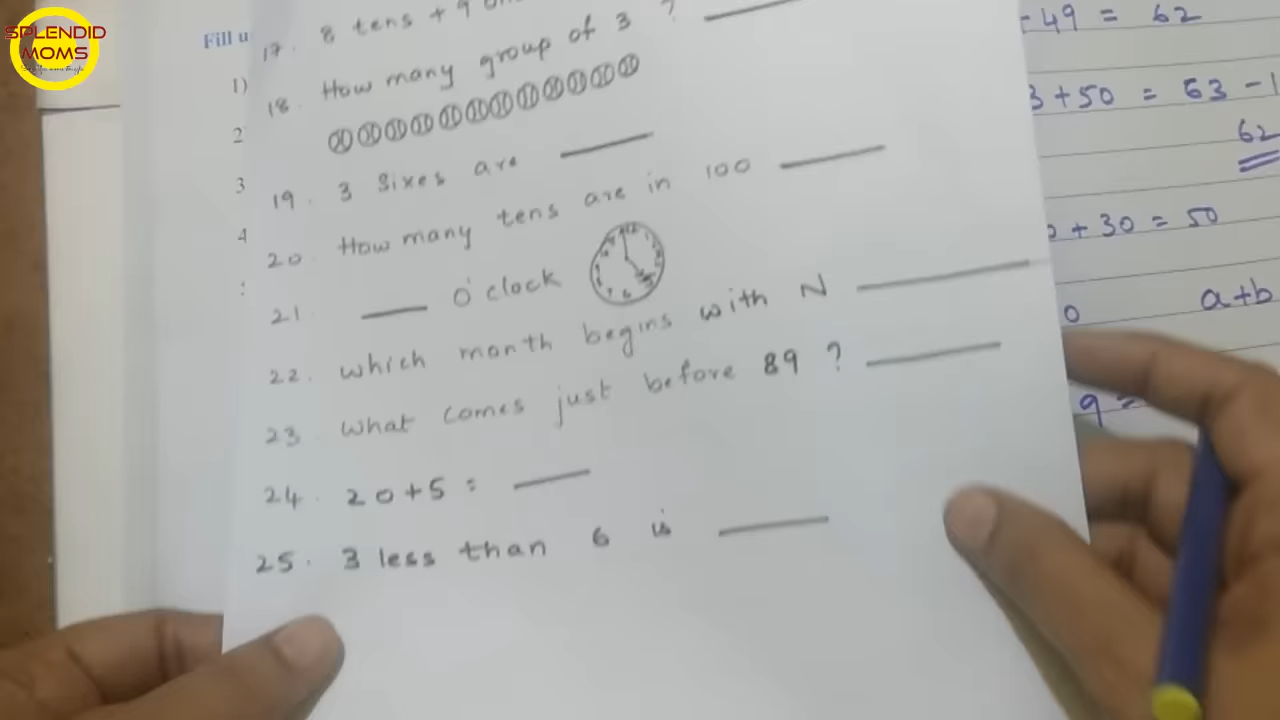 SPLENDID
MOMS
Fill u
1)
2
3
4
17. 8 tens + 9 on
18. How many group of 3 ?
19. 3 Sixes are
20. How many tens are in 100
21. O'clock
22. Which month begins with N
23. What comes just before 89 ?
24. 20+5 =
25. 3 less than 6 is
- 49 = 62
3 + 50 = 63 - 1
62
+ 30 = 50
0 a+b
9 =